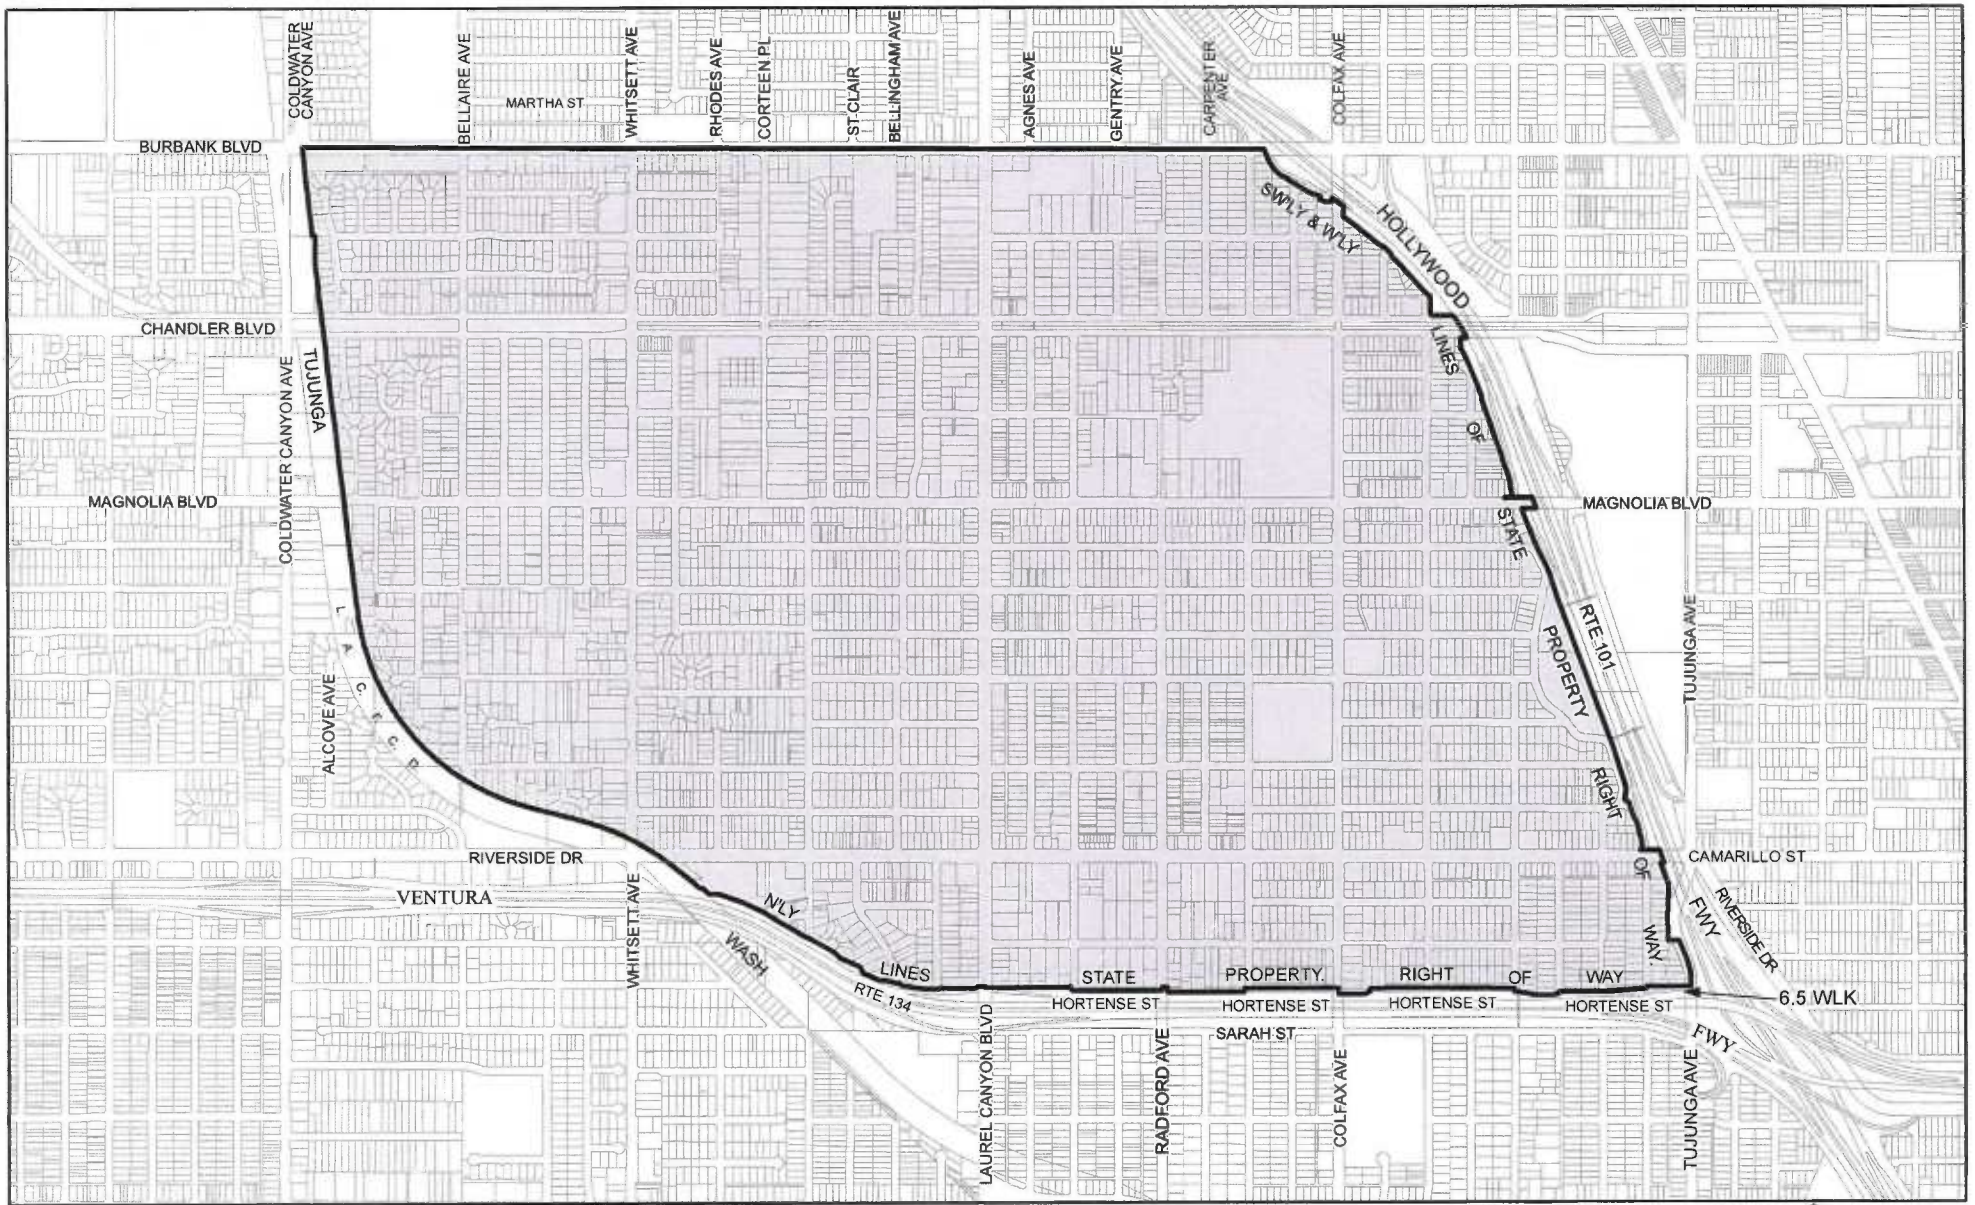 COLDWATER
CANYON AVE
BELLAIRE AVE
MARTHA ST
WHITSETT AVE
RHODES AVE
CORTEEN PL
ST CLAIR
BELLINGHAM AVE
AGNES AVE
GENTRY AVE
CARPENTER
AVE
COLFAX AVE
BURBANK BLVD
SW'LY & W'LY
HOLLYWOOD
CHANDLER BLVD
TUJUNGA
COLDWATER CANYON AVE
LINES
OF
MAGNOLIA BLVD
MAGNOLIA BLVD
STATE
L. A. C. F. C. D.
ALCOVE AVE
RTE 101
PROPERTY
TUJUNGA AVE
RIGHT
RIVERSIDE DR
OF
CAMARILLO ST
VENTURA
WHITSETT AVE
N'LY
FWY
RIVERSIDE DR
WASH
WAY.
LINES
STATE
PROPERTY.
RIGHT
OF
WAY
RTE 134
HORTENSE ST
HORTENSE ST
HORTENSE ST
HORTENSE ST
6.5 WLK
LAUREL CANYON BLVD
RADFORD AVE
SARAH ST
COLFAX AVE
FWY
TUJUNGA AVE